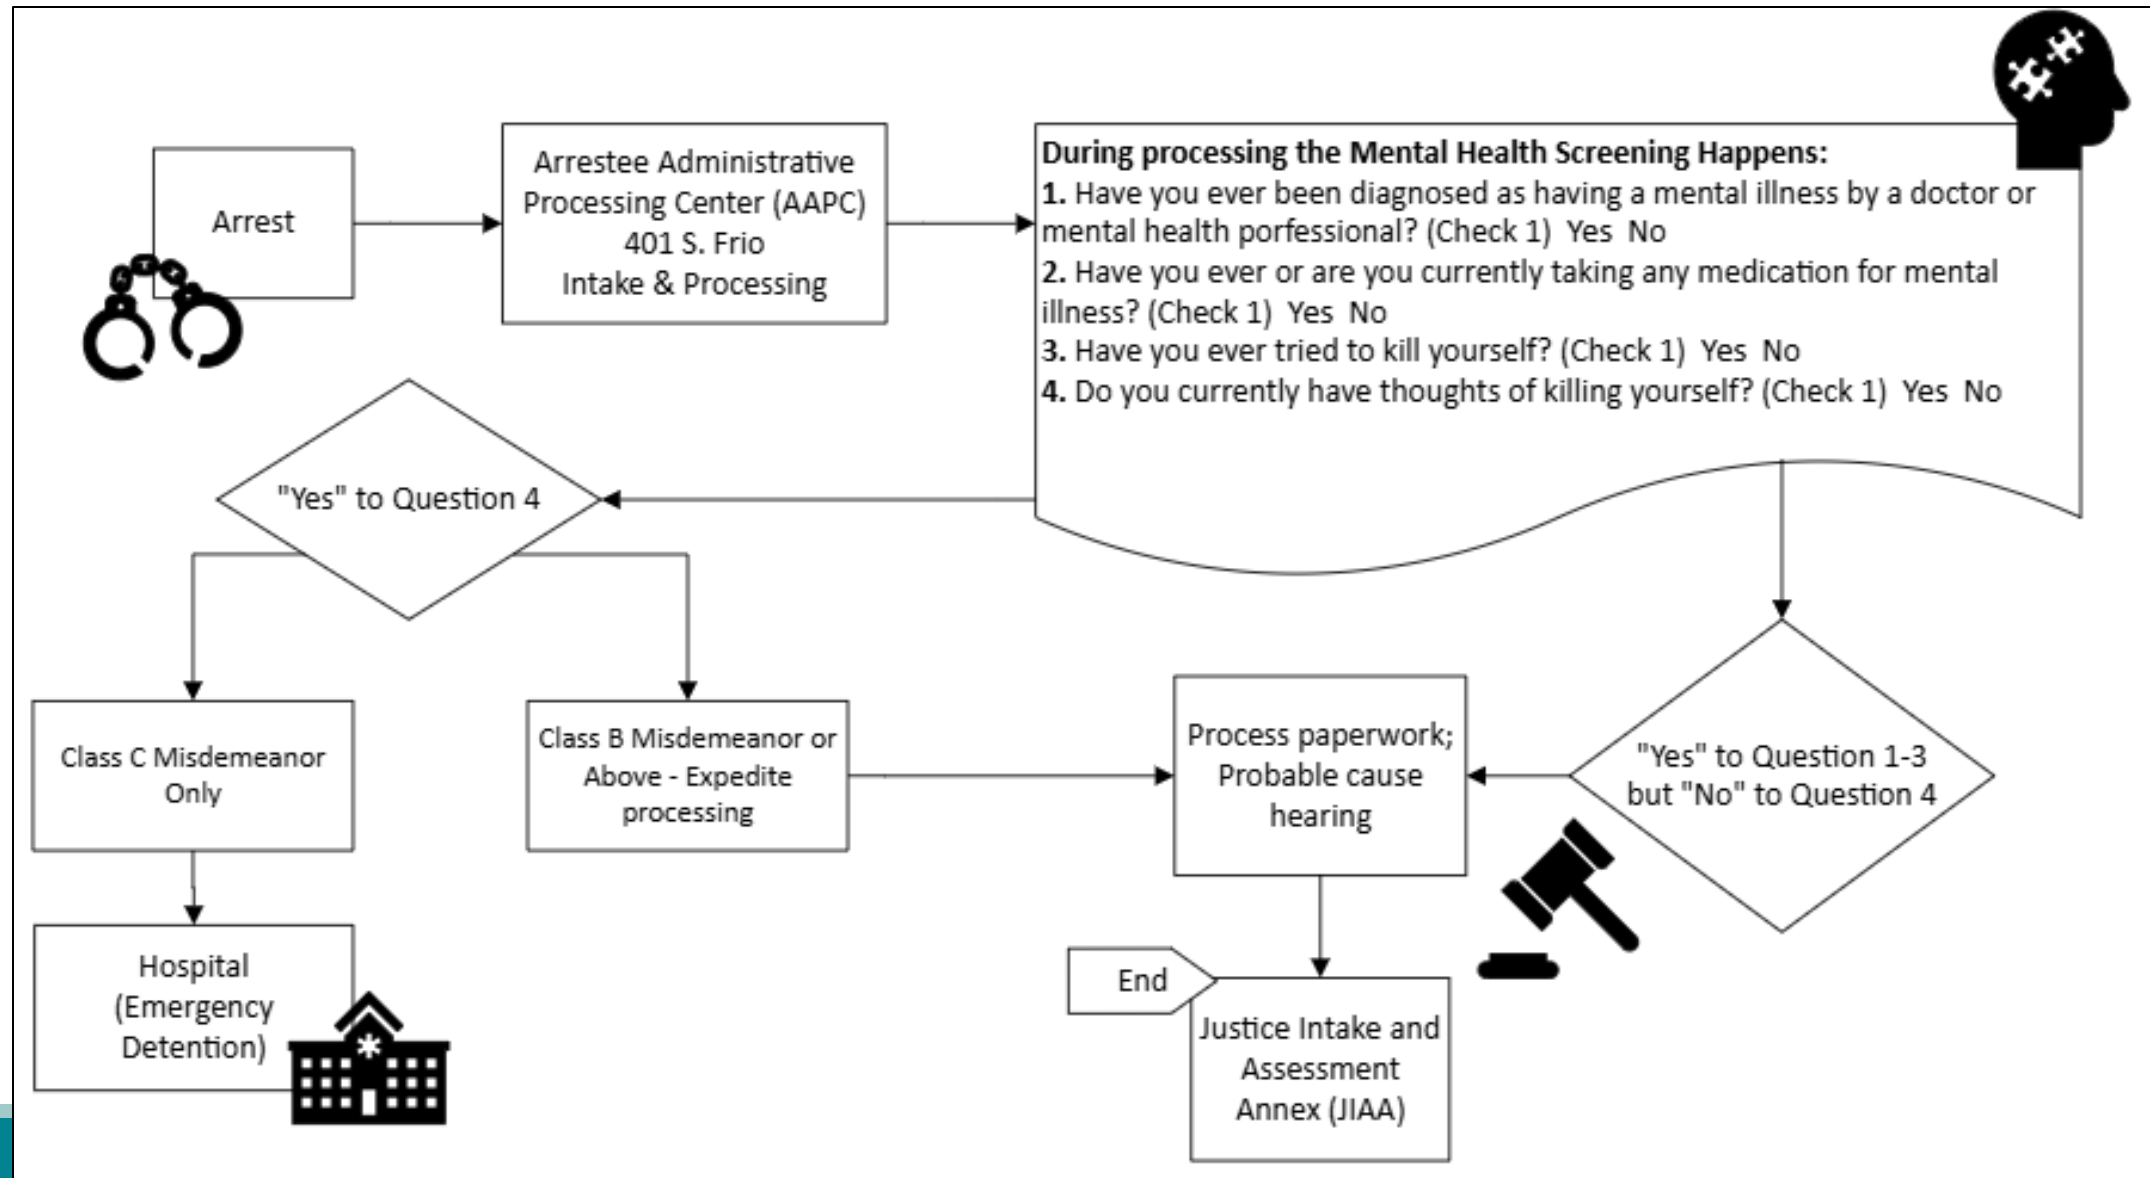 Arrest
Arrestee Administrative
Processing Center (AAPC)
401 S. Frio
Intake & Processing
During processing the Mental Health Screening Happens:
1. Have you ever been diagnosed as having a mental illness by a doctor or
mental health porfessional? (Check 1)  Yes  No
2. Have you ever or are you currently taking any medication for mental
illness? (Check 1)  Yes  No
3. Have you ever tried to kill yourself? (Check 1)  Yes  No
4. Do you currently have thoughts of killing yourself? (Check 1)  Yes  No
"Yes" to Question 4
Class C Misdemeanor
Only
Class B Misdemeanor or
Above - Expedite
processing
Process paperwork;
Probable cause
hearing
"Yes" to Question 1-3
but "No" to Question 4
Hospital
(Emergency
Detention)
End
Justice Intake and
Assessment
Annex (JIAA)